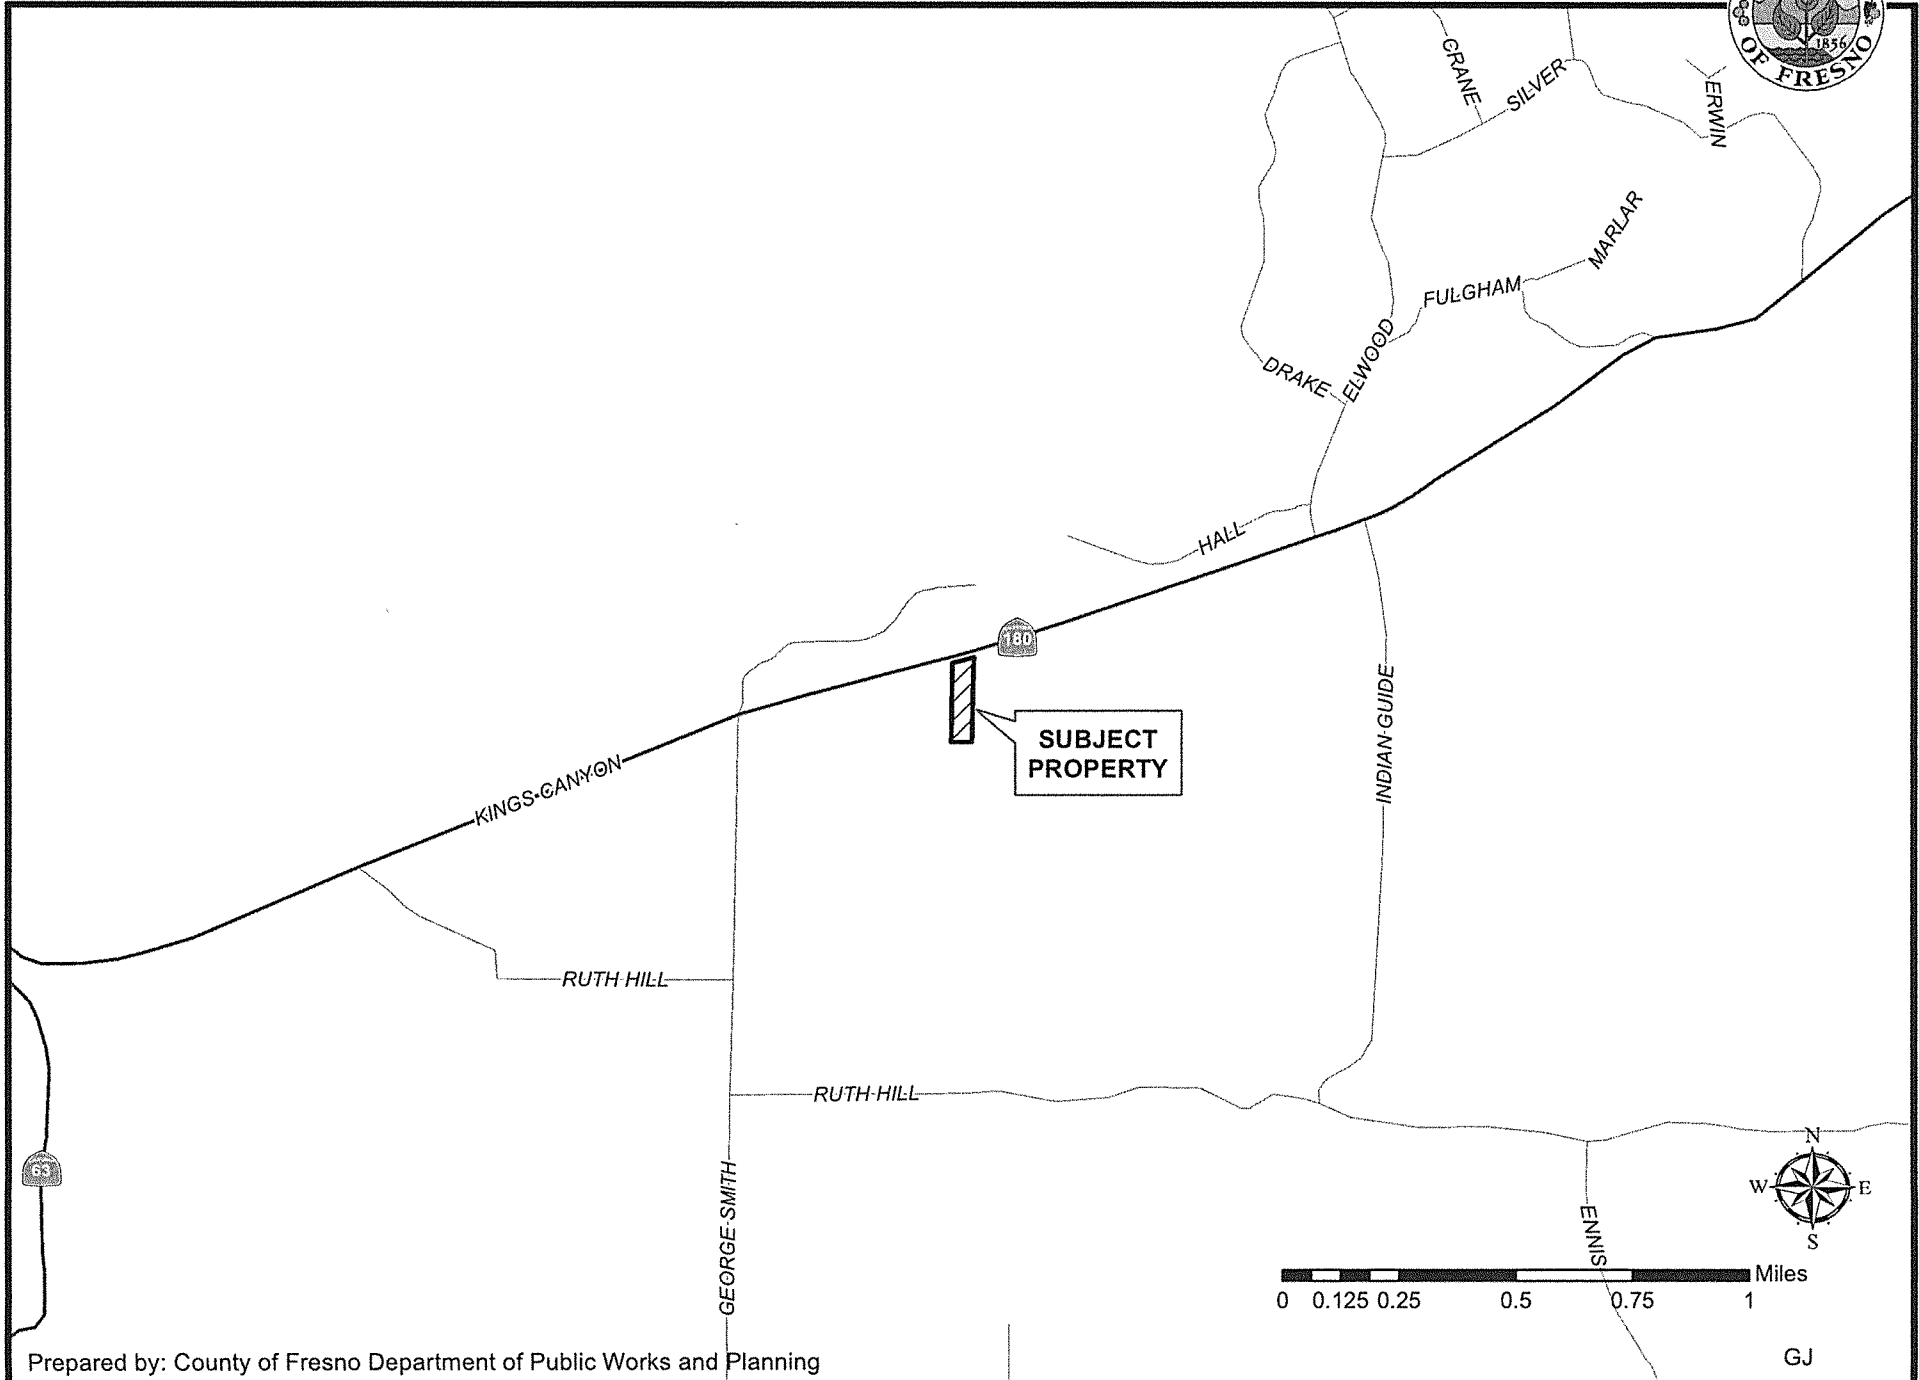 1856
OF FRESNO
CRANE
SILVER
ERWIN
MARLAR
FULGHAM
ELWOOD
DRAKE
HALL
180
SUBJECT
PROPERTY
INDIAN GUIDE
KINGS CANYON
RUTH HILL
RUTH HILL
63
GEORGE SMITH
ENNIS
N
W E
S
Miles
0 0.125 0.25 0.5 0.75 1
Prepared by: County of Fresno Department of Public Works and Planning
GJ